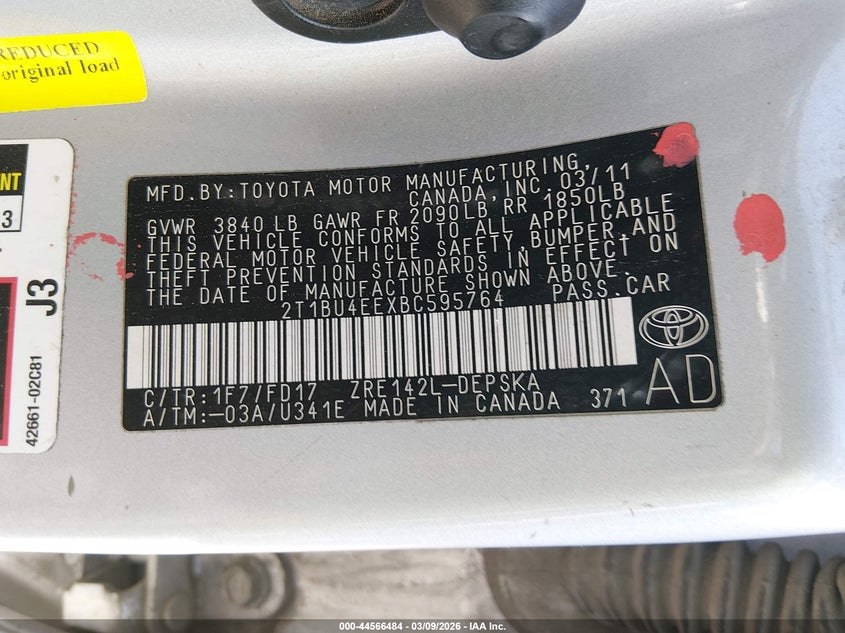 REDUCED
original load
NT
3
J3
42661-02C81
MFD.BY:TOYOTA MOTOR MANUFACTURING,
CANADA, INC. 03/11
GVWR 3840 LB GAWR FR 2090LB, RR 1850LB
THIS VEHICLE CONFORMS TO ALL APPLICABLE
FEDERAL MOTOR VEHICLE SAFETY,BUMPER,AND
THEFT PREVENTION STANDARDS IN EFFECT ON
THE DATE OF MANUFACTURE SHOWN ABOVE.
2T1BU4EEXBC595764 PASS.CAR
C/TR:1F7/FD17 ZRE142L-DEPSKA
A/TM:-03A/U341E MADE IN CANADA 371
AD
000-44566484 - 03/09/2026 - IAA Inc.